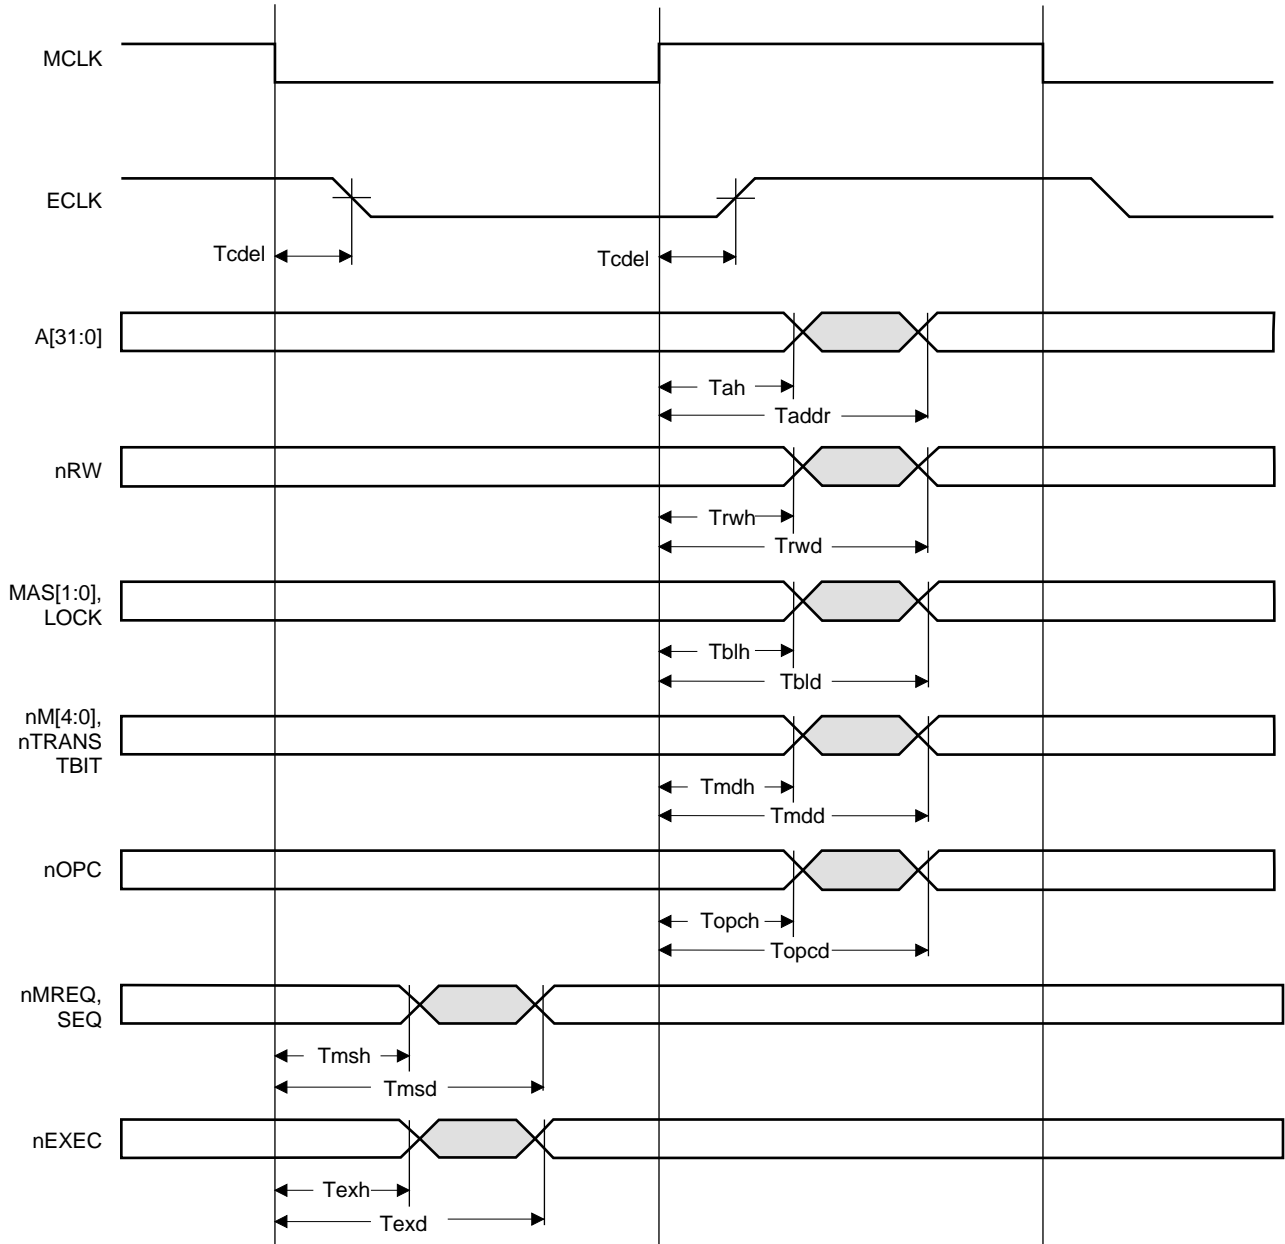 MCLK
ECLK
Tcdel
Tcdel
A[31:0]
Tah
Taddr
nRW
Trwh
Trwd
MAS[1:0],
LOCK
Tblh
Tbld
nM[4:0],
nTRANS
TBIT
Tmdh
Tmdd
nOPC
Topch
Topcd
nMREQ,
SEQ
Tmsh
Tmsd
nEXEC
Texh
Texd